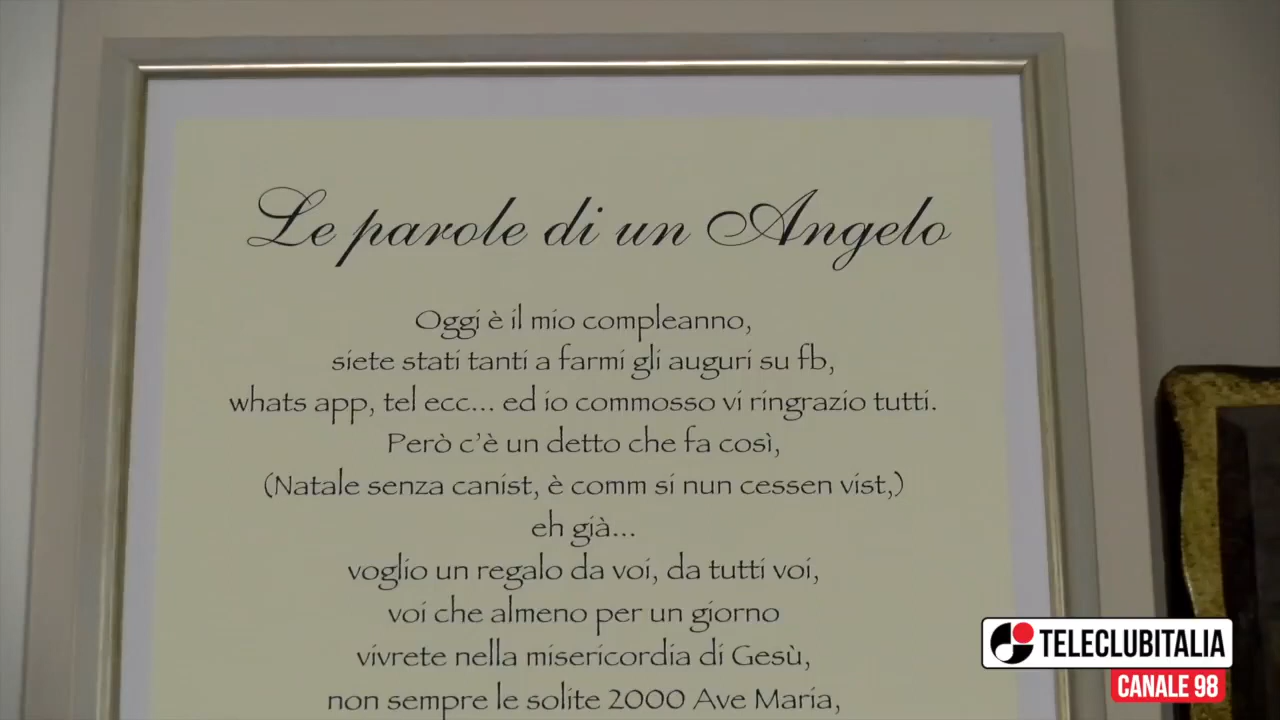 Le parole di un Angelo
Oggi è il mio compleanno,
siete stati tanti a farmi gli auguri su fb,
whats app, tel ecc... ed io commosso vi ringrazio tutti.
Però c'è un detto che fa così,
(Natale senza canist, è comm si nun cessen vist,)
eh già...
voglio un regalo da voi, da tutti voi,
voi che almeno per un giorno
vivrete nella misericordia di Gesù,
non sempre le solite 2000 Ave Maria,
TELECLUBITALIA
CANALE 98